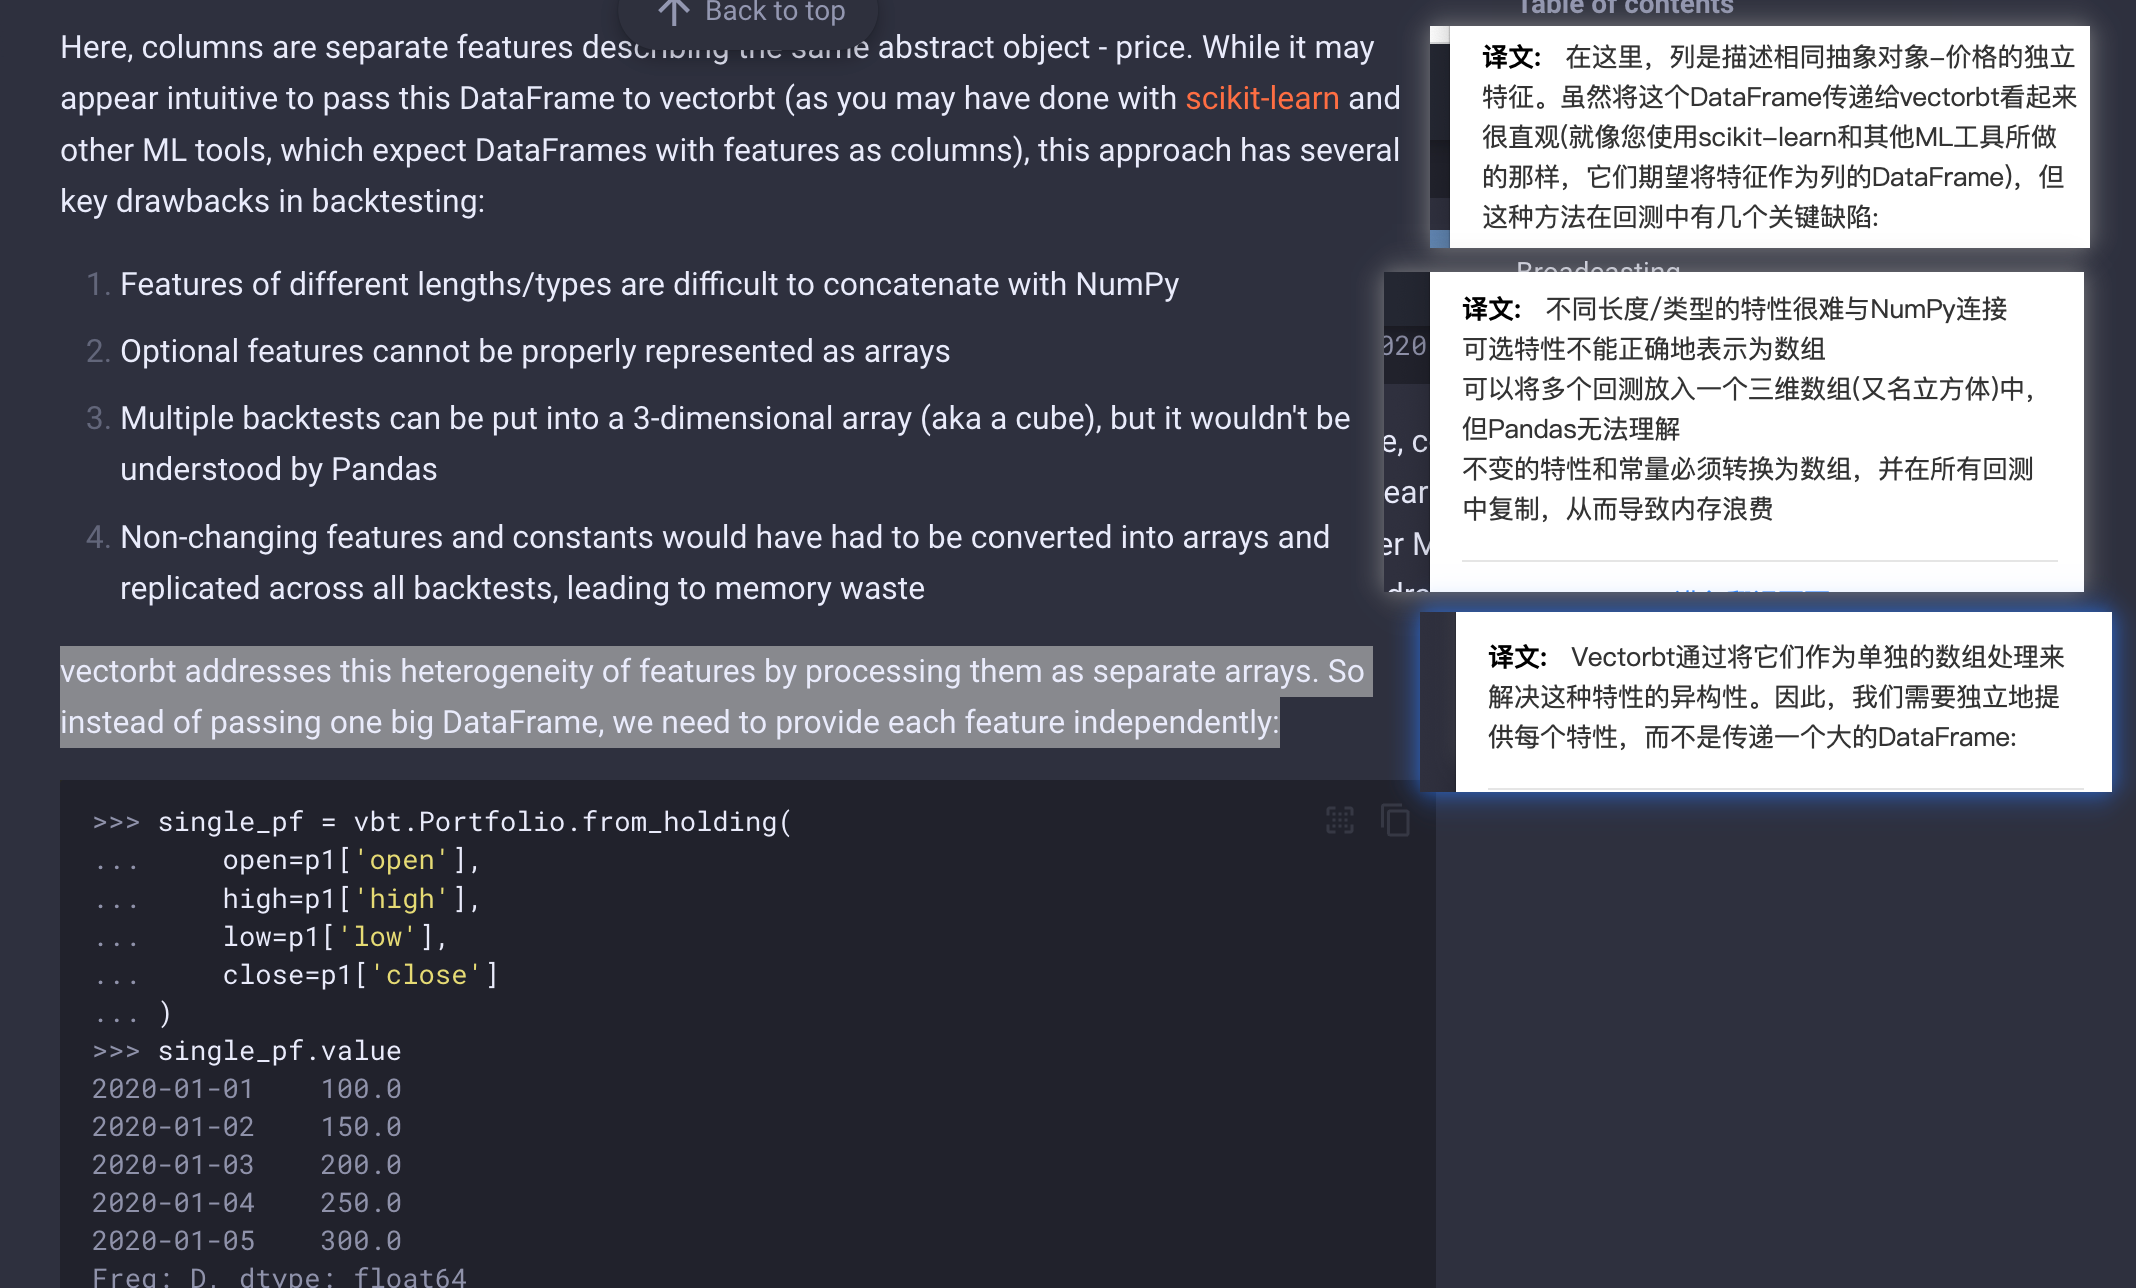 Back to top
Table of contents
Here, columns are separate features describing the same abstract object - price. While it may
appear intuitive to pass this DataFrame to vectorbt (as you may have done with scikit-learn and
other ML tools, which expect DataFrames with features as columns), this approach has several
key drawbacks in backtesting:
1. Features of different lengths/types are difficult to concatenate with NumPy
2. Optional features cannot be properly represented as arrays
3. Multiple backtests can be put into a 3-dimensional array (aka a cube), but it wouldn't be
understood by Pandas
4. Non-changing features and constants would have had to be converted into arrays and
replicated across all backtests, leading to memory waste
vectorbt addresses this heterogeneity of features by processing them as separate arrays. So
instead of passing one big DataFrame, we need to provide each feature independently:
>>> single_pf = vbt.Portfolio.from_holding(
...     open=p1['open'],
...     high=p1['high'],
...     low=p1['low'],
...     close=p1['close']
... )
>>> single_pf.value
2020-01-01    100.0
2020-01-02    150.0
2020-01-03    200.0
2020-01-04    250.0
2020-01-05    300.0
Freq: D, dtype: float64
译文: 在这里，列是描述相同抽象对象-价格的独立
特征。虽然将这个DataFrame传递给vectorbt看起来
很直观(就像您使用scikit-learn和其他ML工具所做
的那样，它们期望将特征作为列的DataFrame)，但
这种方法在回测中有几个关键缺陷:
Broadcasting
020
e, c
ear
er M
译文: 不同长度/类型的特性很难与NumPy连接
可选特性不能正确地表示为数组
可以将多个回测放入一个三维数组(又名立方体)中，
但Pandas无法理解
不变的特性和常量必须转换为数组，并在所有回测
中复制，从而导致内存浪费
译文: Vectorbt通过将它们作为单独的数组处理来
解决这种特性的异构性。因此，我们需要独立地提
供每个特性，而不是传递一个大的DataFrame: